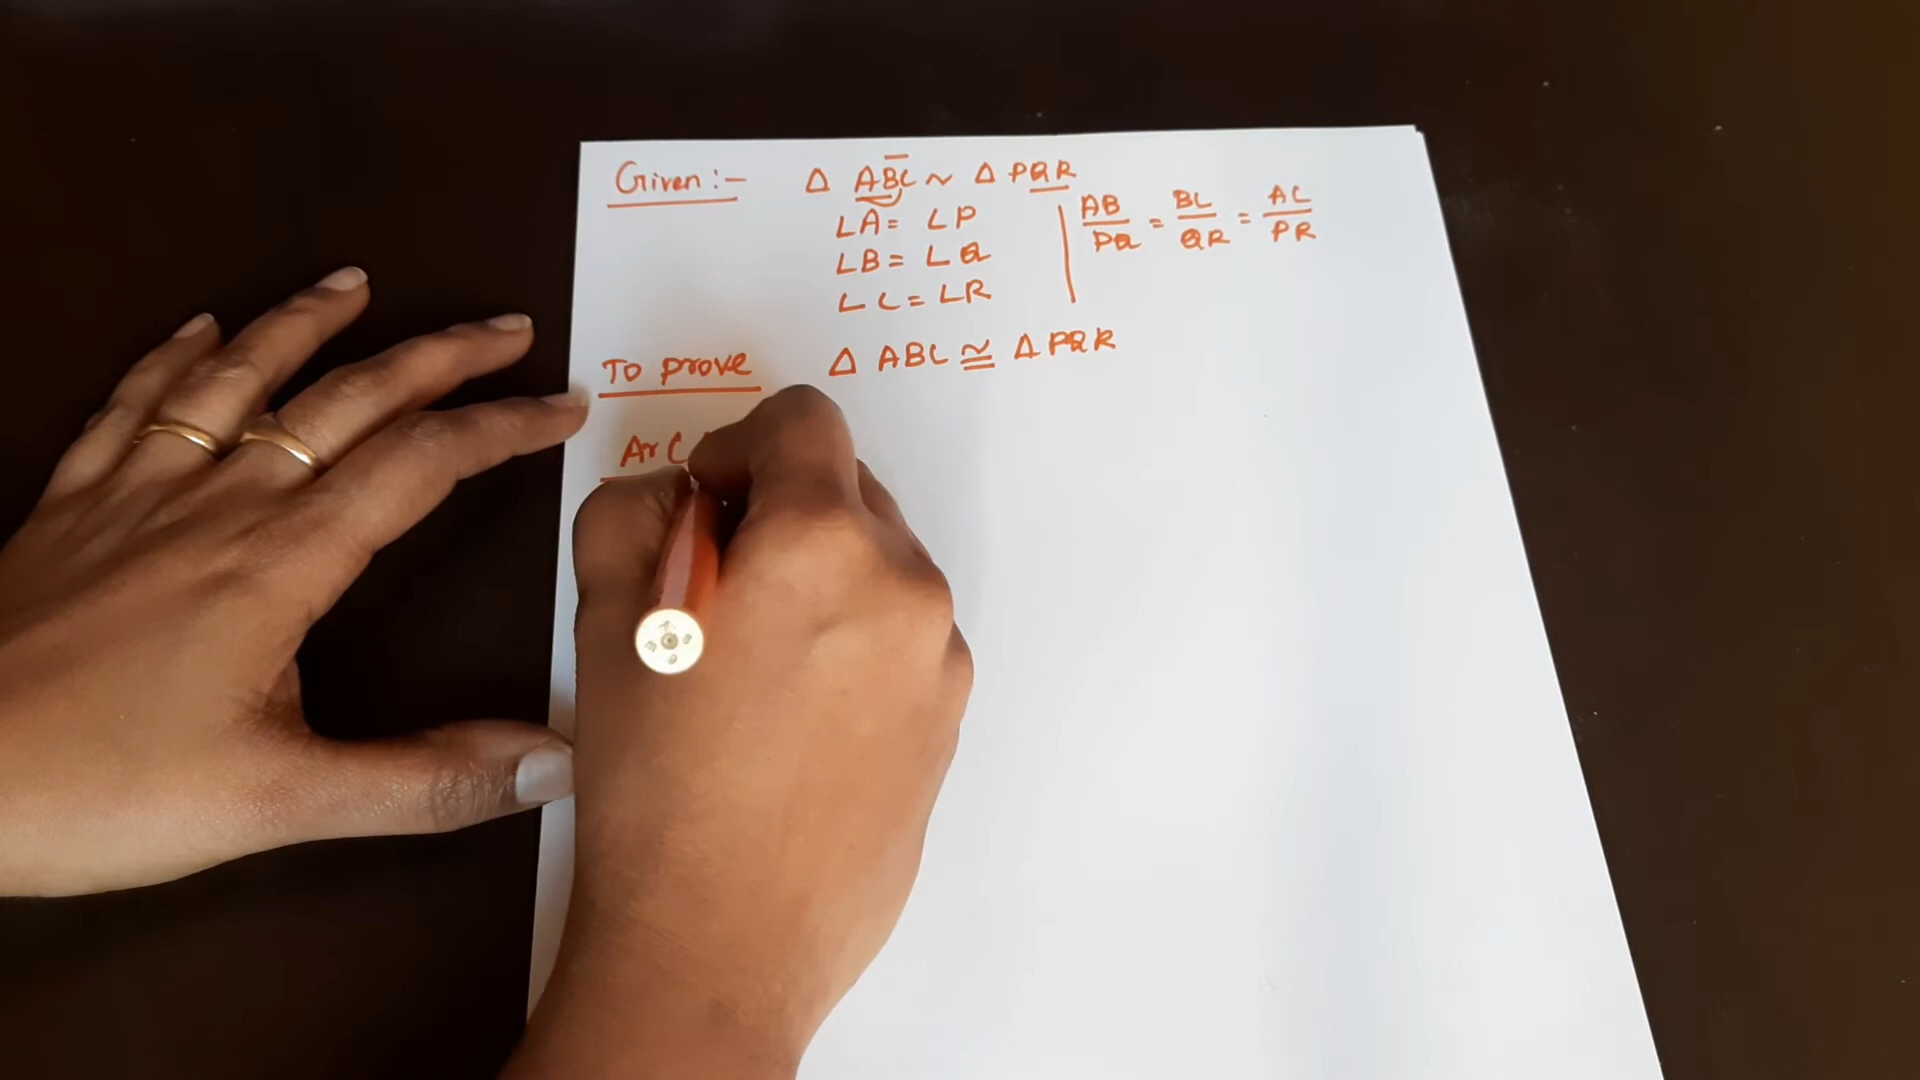 Given :- Δ ABC ~ Δ PQR
∠A = ∠P
∠B = ∠Q
∠C = ∠R
AB/PQ = BC/QR = AC/PR
To prove Δ ABC ≅ Δ PQR
Ar (